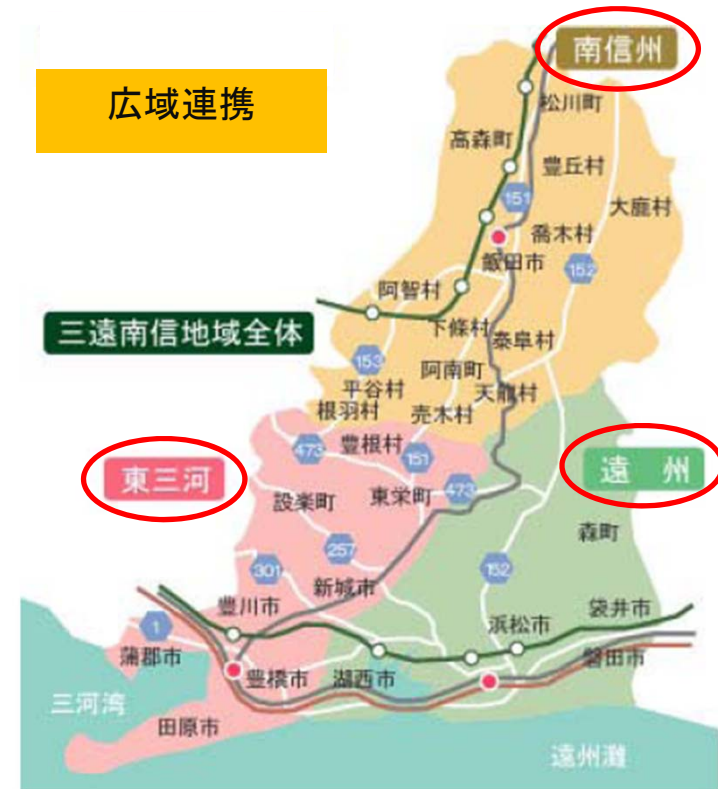 南信州
広域連携
松川町
高森町
豊丘村
151
大鹿村
喬木村
飯田市
152
阿智村
三遠南信地域全体
下條村
泰阜村
153
阿南町
平谷村
天龍村
根羽村
売木村
473
豊根村
151
東三河
遠 州
東栄町
473
設楽町
森町
257
301
新城市
152
豊川市
袋井市
浜松市
1
蒲郡市
磐田市
豊橋市
湖西市
三河湾
田原市
遠州灘